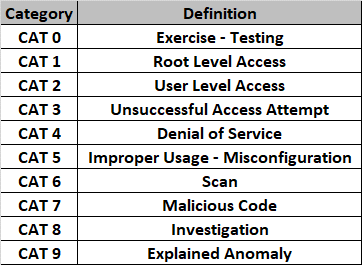 Category Definition
CAT 0 Exercise - Testing
CAT 1 Root Level Access
CAT 2 User Level Access
CAT 3 Unsuccessful Access Attempt
CAT 4 Denial of Service
CAT 5 Improper Usage - Misconfiguration
CAT 6 Scan
CAT 7 Malicious Code
CAT 8 Investigation
CAT 9 Explained Anomaly